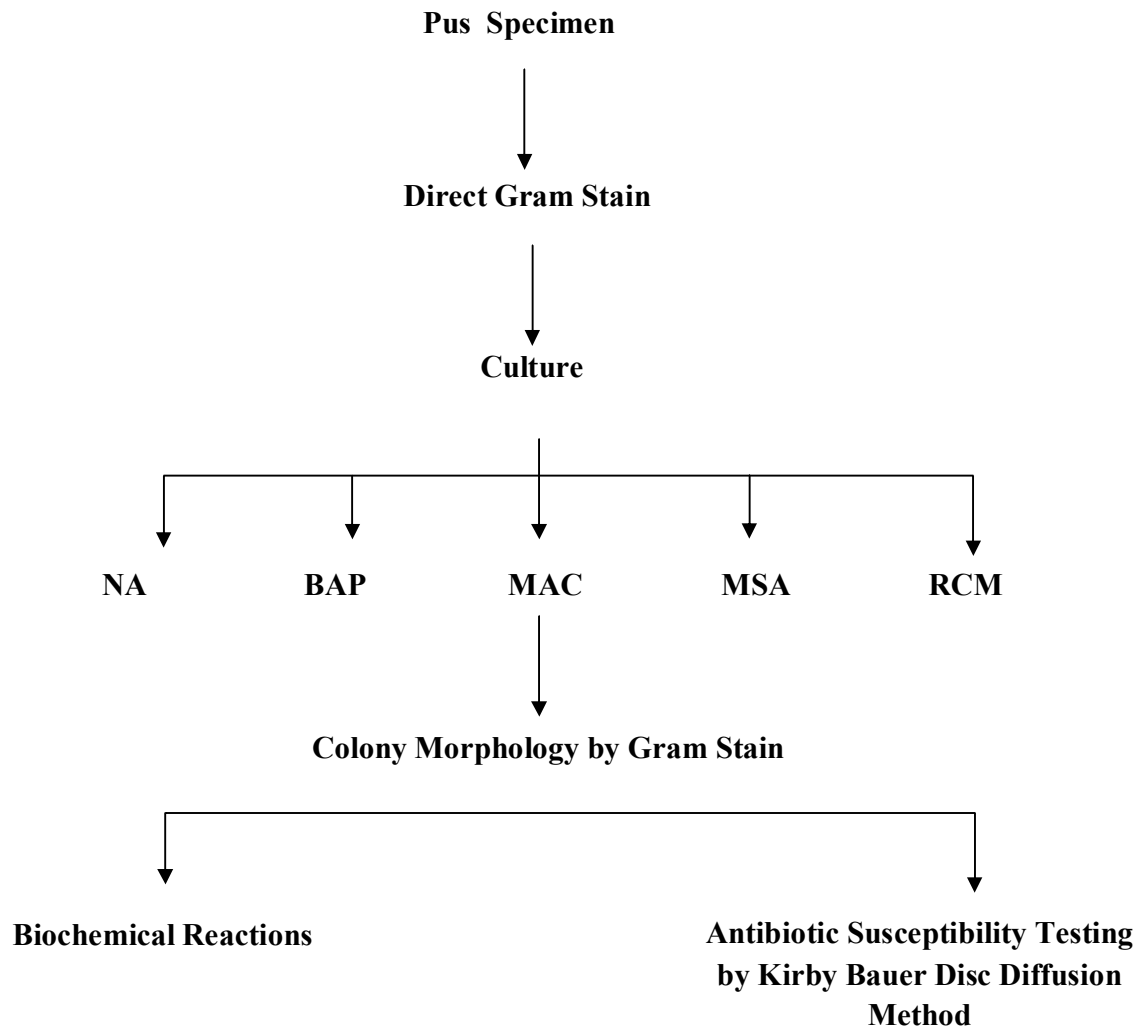 Pus Specimen
Direct Gram Stain
Culture
NA BAP MAC MSA RCM
Colony Morphology by Gram Stain
Biochemical Reactions
Antibiotic Susceptibility Testing
by Kirby Bauer Disc Diffusion
Method